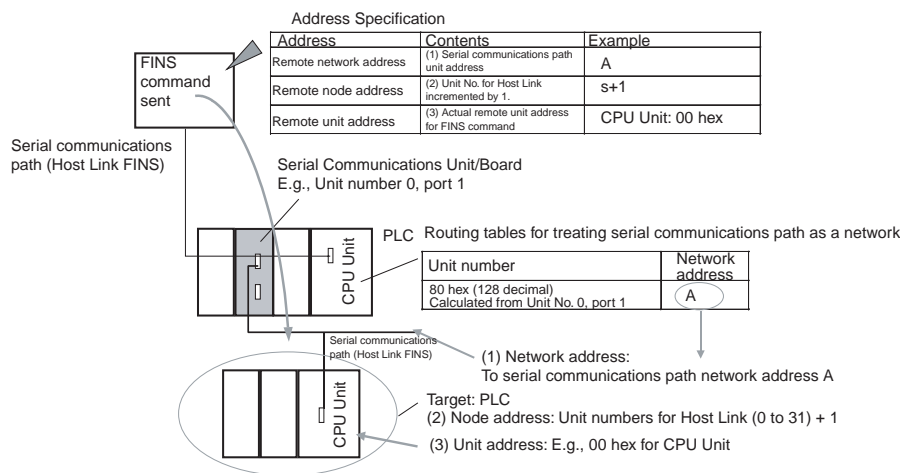 Address Specification
Address Contents Example
Remote network address (1) Serial communications path unit address A
Remote node address (2) Unit No. for Host Link incremented by 1. s+1
Remote unit address (3) Actual remote unit address for FINS command CPU Unit: 00 hex
FINS
command
sent
Serial communications
path (Host Link FINS)
Serial Communications Unit/Board
E.g., Unit number 0, port 1
PLC
CPU Unit
Routing tables for treating serial communications path as a network
Unit number Network address
80 hex (128 decimal)
Calculated from Unit No. 0, port 1 A
Serial communications
path (Host Link FINS)
(1) Network address:
To serial communications path network address A
CPU Unit
Target: PLC
(2) Node address: Unit numbers for Host Link (0 to 31) + 1
(3) Unit address: E.g., 00 hex for CPU Unit